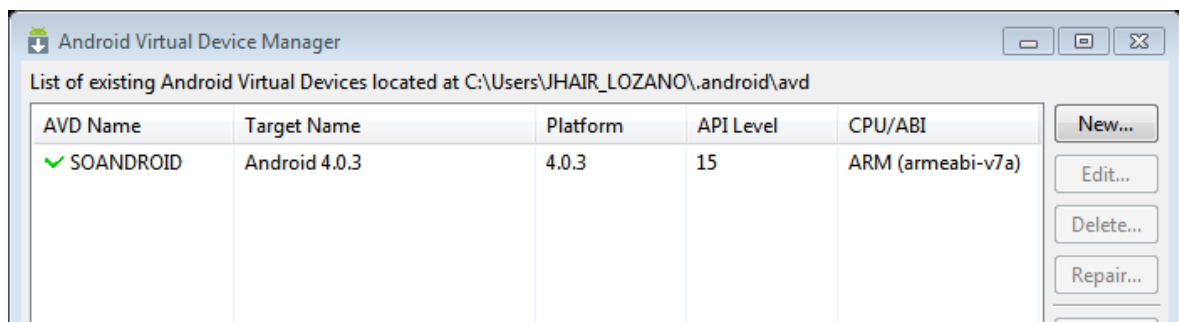 Android Virtual Device Manager
List of existing Android Virtual Devices located at C:\Users\JHAIR_LOZANO\.android\avd
AVD Name Target Name Platform API Level CPU/ABI New...
SOANDROID Android 4.0.3 4.0.3 15 ARM (armeabi-v7a) Edit...
Delete...
Repair...